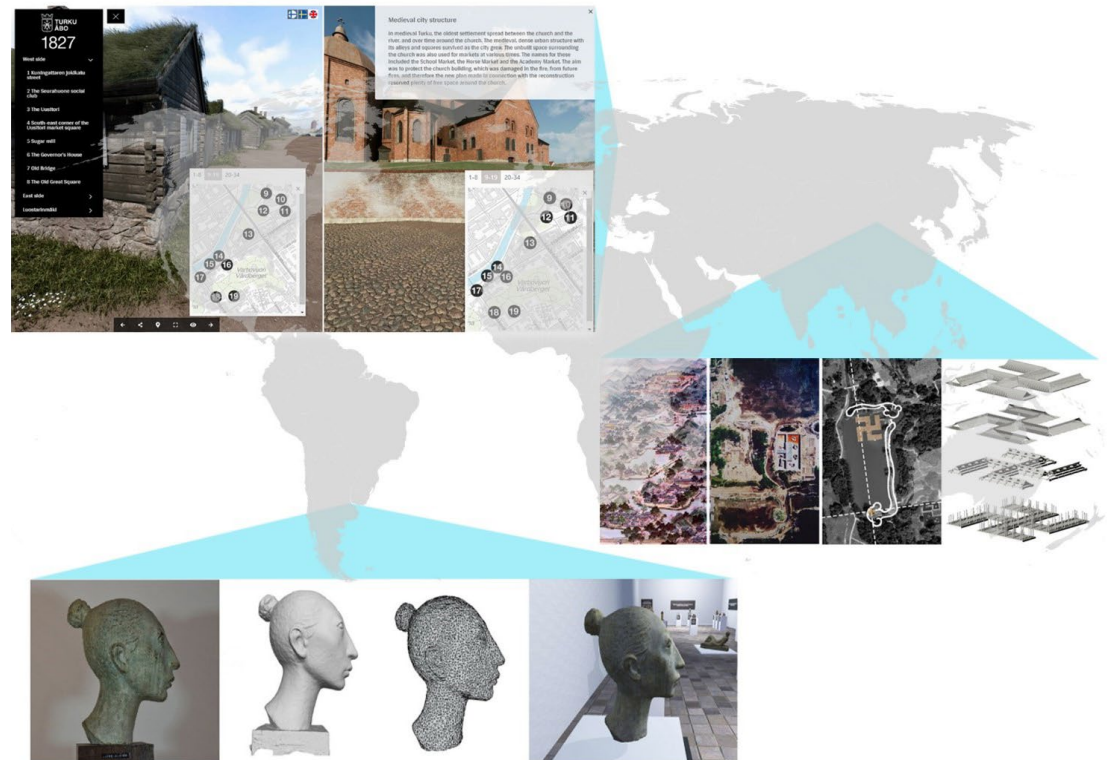 TURKU
ÅBO
1827
West side
1 Kuningattaren joidkatu
street
2 The Seurahuone social
club
3 The Uusitori
4 South-east corner of the
Uusitori market square
5 Sugar mill
6 The Governor's House
7 Old Bridge
8 The Old Great Square
East side
1-8 9-15 20-34
9
10
12
11
13
14
15
16
17
18
19
Medieval city structure
In medieval Turku, the oldest settlement spread between the church and the
river, and over time around the church. The medieval, dense urban structure with
its alleys and squares survived as the city grew. The unbuilt space surrounding
the church was also used for markets at various times. The names for these
included the School Market, the Horse Market and the Academy Market. The aim
was to protect the church building, which was damaged in the fire, from future
fires, and therefore the new plan made in connection with the reconstruction
reserved plenty of free space around the church.
1-8 9-15 20-34
9
10
12
11
13
14
15
16
17
18
19